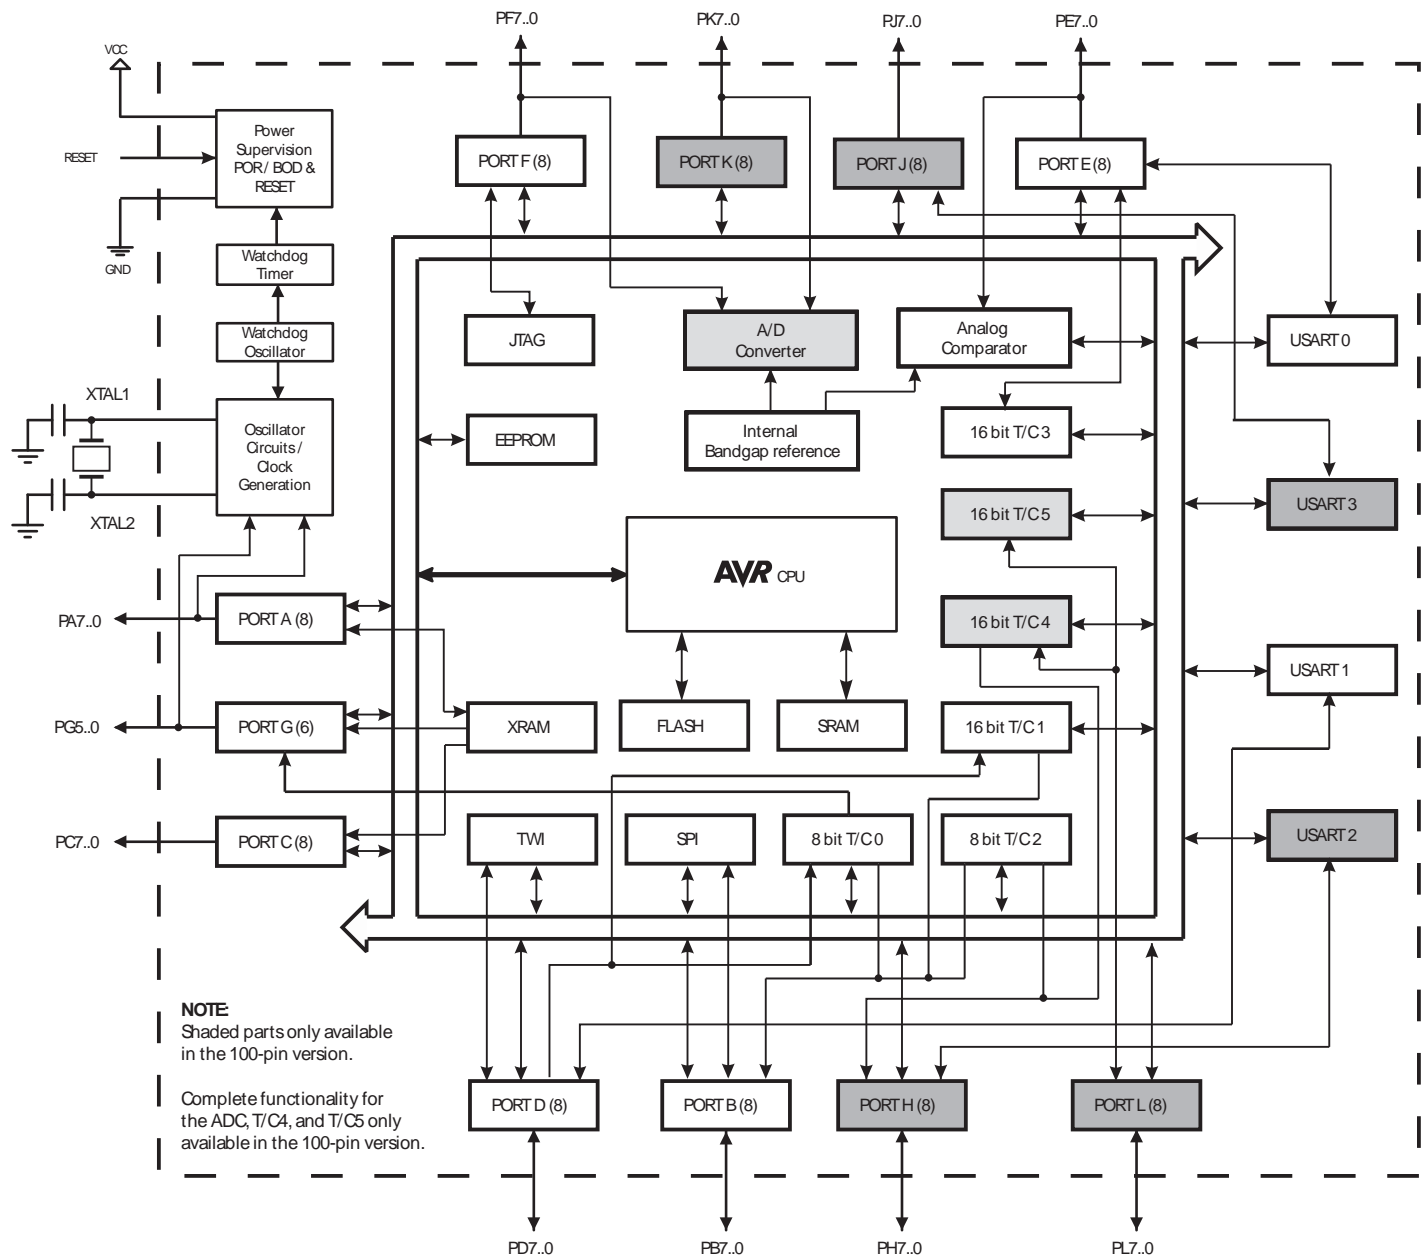 PF7..0
PK7..0
PJ7..0
PE7..0
VCC
RESET
GND
Power
Supervision
POR / BOD &
RESET
Watchdog
Timer
Watchdog
Oscillator
XTAL1
XTAL2
Oscillator
Circuits /
Clock
Generation
PORT F (8)
PORT K (8)
PORT J (8)
PORT E (8)
JTAG
A/D
Converter
Analog
Comparator
USART 0
EEPROM
Internal
Bandgap reference
16 bit T/C 3
USART 3
16 bit T/C 5
AVR CPU
PA7..0
PORT A (8)
16 bit T/C 4
USART 1
PG5..0
PORT G (6)
XRAM
FLASH
SRAM
16 bit T/C 1
PC7..0
PORT C (8)
TWI
SPI
8 bit T/C 0
8 bit T/C 2
USART 2
NOTE:
Shaded parts only available
in the 100-pin version.
Complete functionality for
the ADC, T/C4, and T/C5 only
available in the 100-pin version.
PORT D (8)
PORT B (8)
PORT H (8)
PORT L (8)
PD7..0
PB7..0
PH7..0
PL7..0